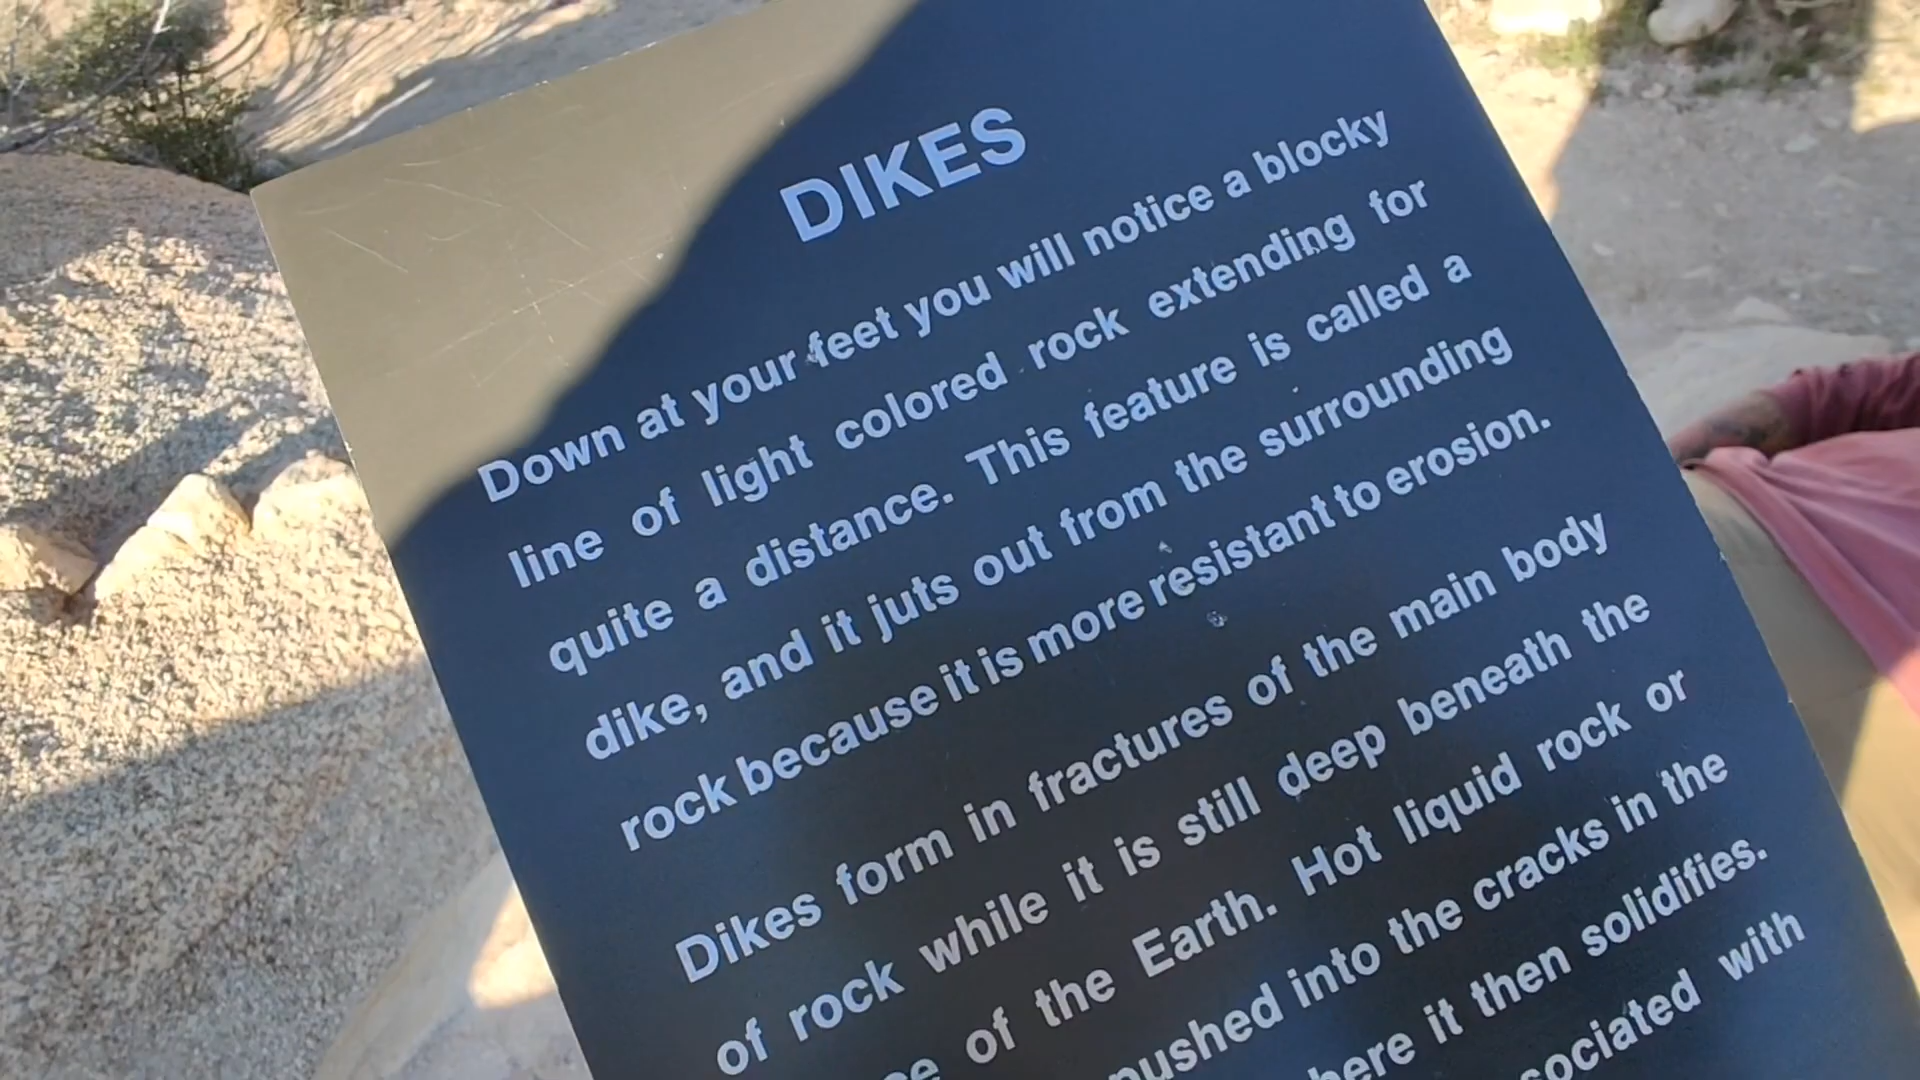 DIKES
Down at your feet you will notice a blocky
line of light colored rock extending for
quite a distance. This feature is called a
dike, and it juts out from the surrounding
rock because it is more resistant to erosion.
Dikes form in fractures of the main body
of rock while it is still deep beneath the
of the Earth. Hot liquid rock or
pushed into the cracks in the
it then solidifies.
with